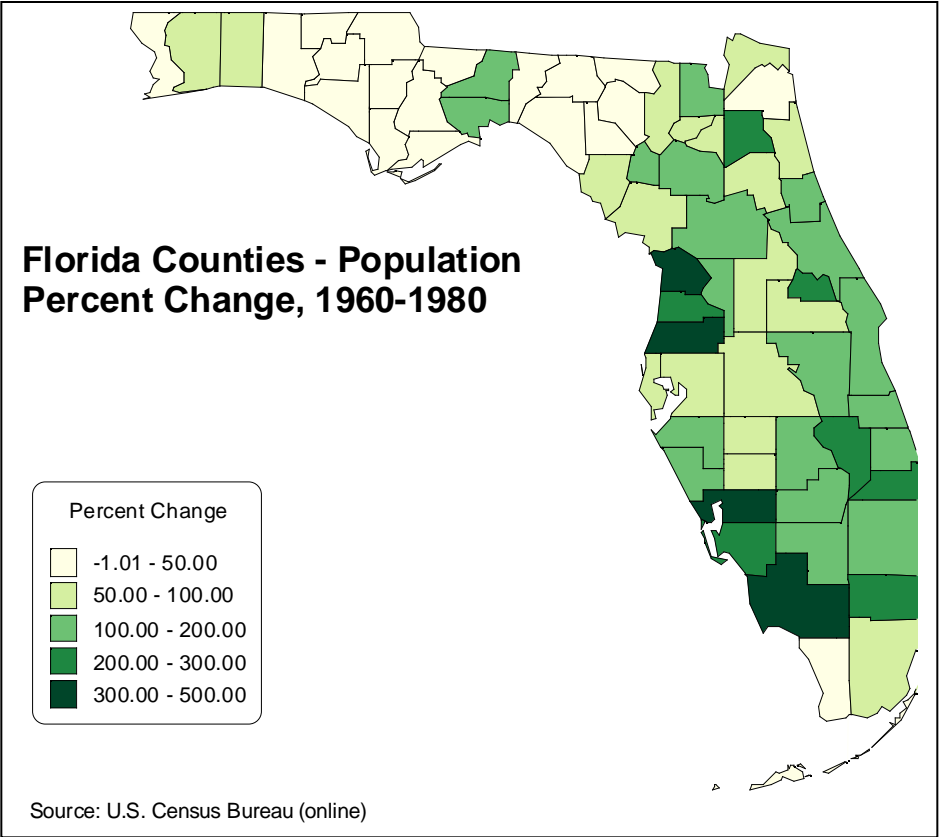 Florida Counties - Population
Percent Change, 1960-1980
Percent Change
-1.01 - 50.00
50.00 - 100.00
100.00 - 200.00
200.00 - 300.00
300.00 - 500.00
Source: U.S. Census Bureau (online)